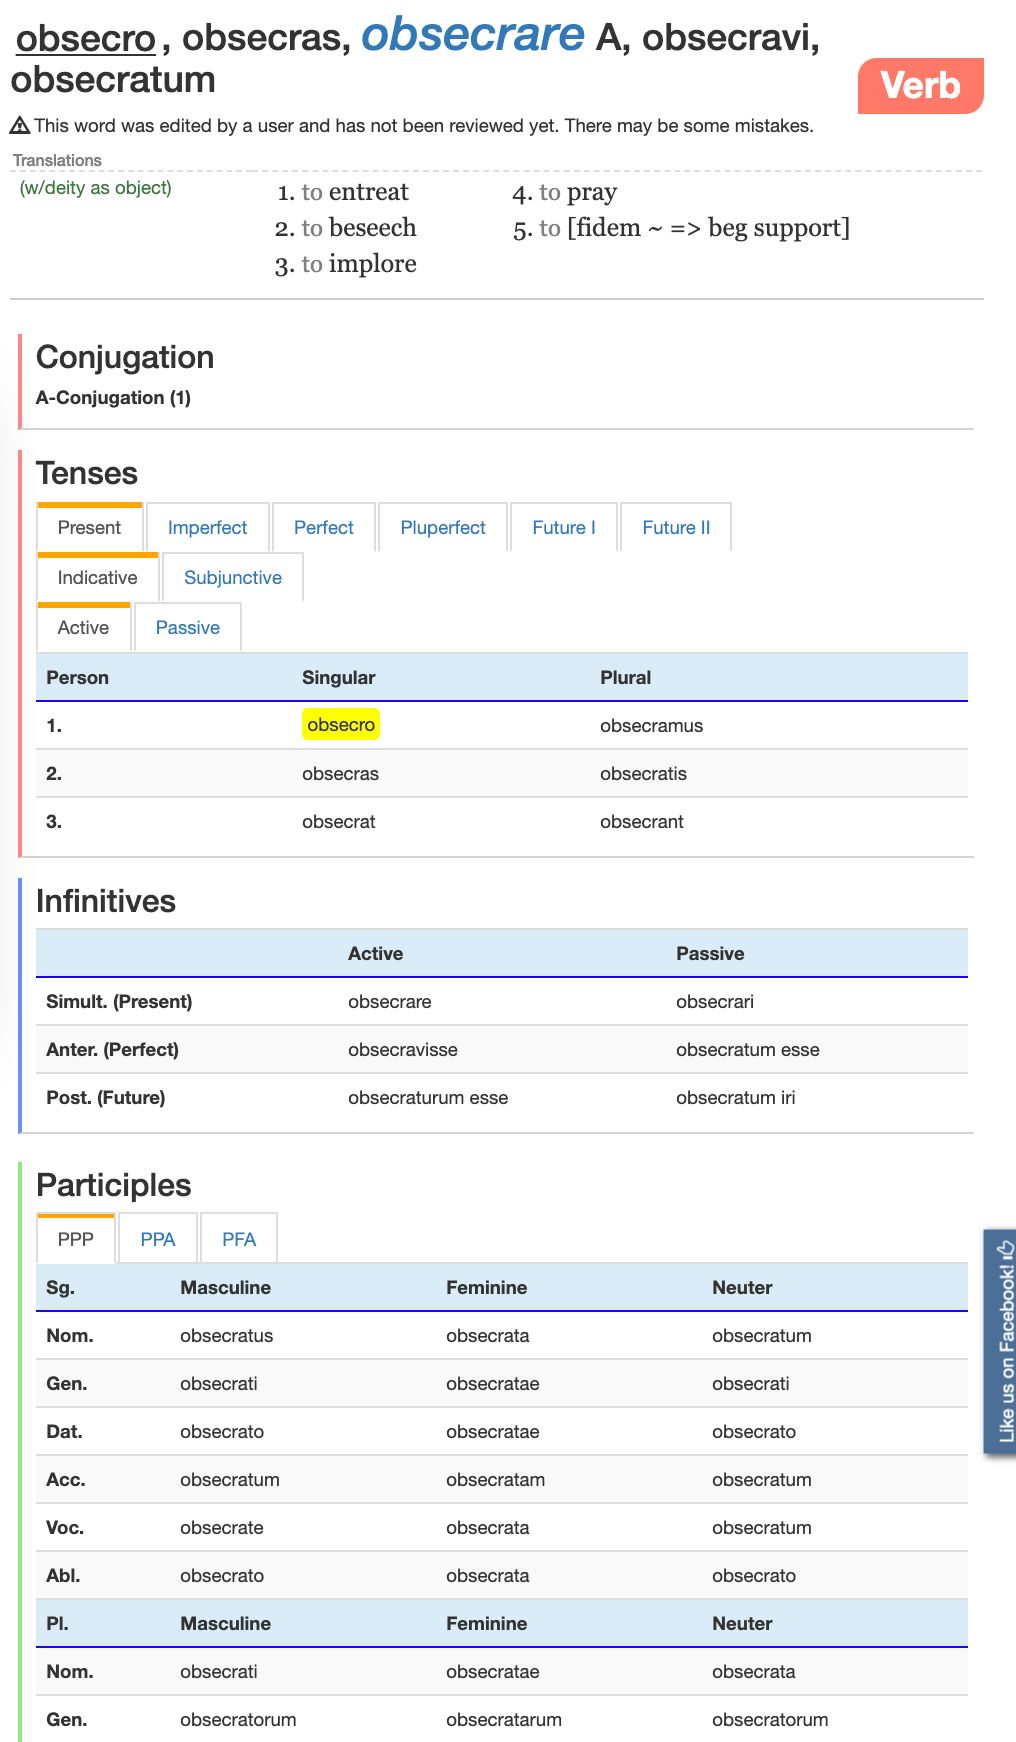 obsecro, obsecras, obsecrare A, obsecravi,
obsecratum
Verb
This word was edited by a user and has not been reviewed yet. There may be some mistakes.
Translations
(w/deity as object)
1. to entreat
2. to beseech
3. to implore
4. to pray
5. to [fidem ~ => beg support]
Conjugation
A-Conjugation (1)
Tenses
Present Imperfect Perfect Pluperfect Future I Future II
Indicative Subjunctive
Active Passive
Person Singular Plural
1. obsecro obsecramus
2. obsecras obsecratis
3. obsecrat obsecrant
Infinitives
Active Passive
Simult. (Present) obsecrare obsecrari
Anter. (Perfect) obsecravisse obsecratum esse
Post. (Future) obsecraturum esse obsecratum iri
Participles
PPP PPA PFA
Sg. Masculine Feminine Neuter
Nom. obsecratus obsecrata obsecratum
Gen. obsecrati obsecratae obsecrati
Dat. obsecrato obsecratae obsecrato
Acc. obsecratum obsecratam obsecratum
Voc. obsecrate obsecrata obsecratum
Abl. obsecrato obsecrata obsecrato
Pl. Masculine Feminine Neuter
Nom. obsecrati obsecratae obsecrata
Gen. obsecratorum obsecratarum obsecratorum
Like us on Facebook!